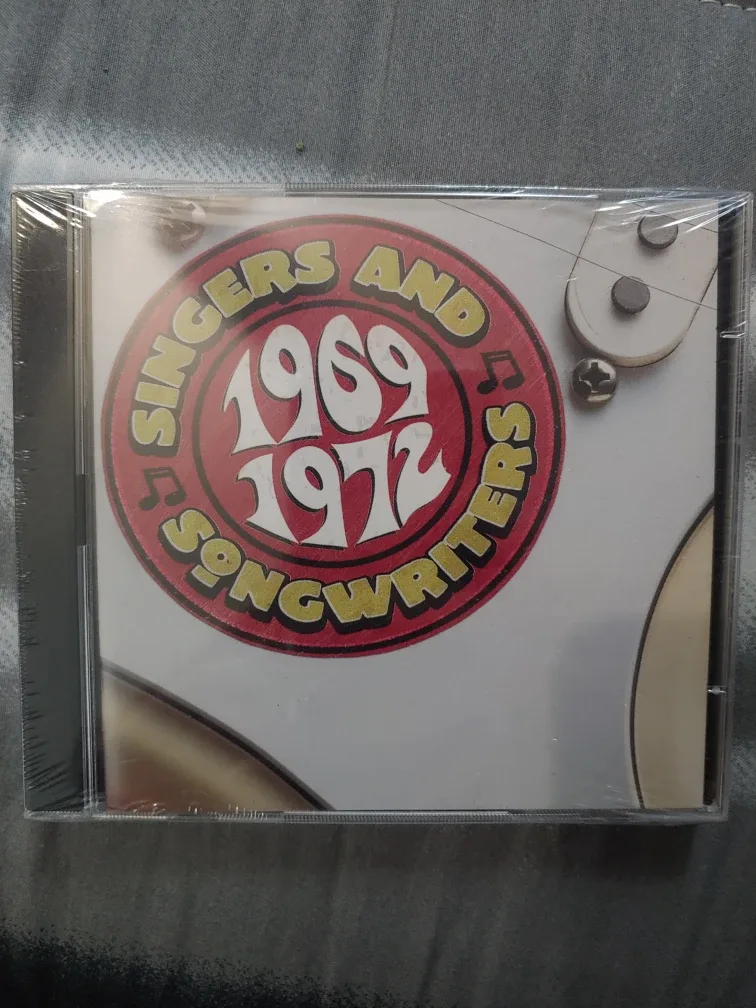 SINGERS AND
SONGWRITERS
1969
1972